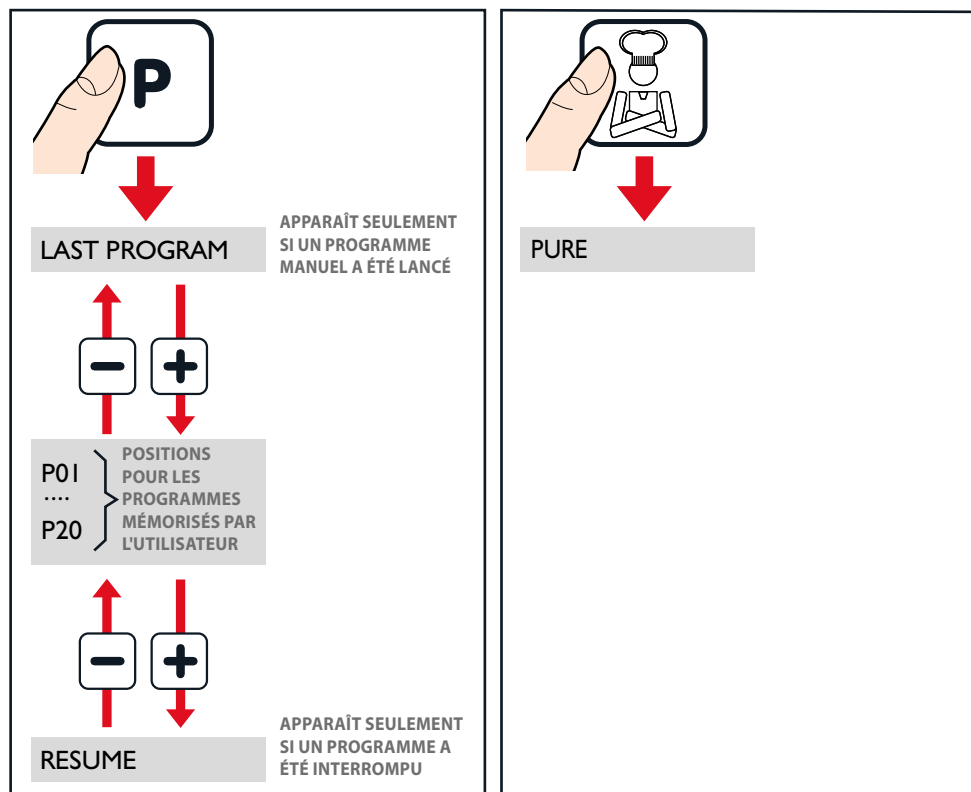 P
LAST PROGRAM
APPARAÎT SEULEMENT
SI UN PROGRAMME
MANUEL A ÉTÉ LANCÉ
P01
....
P20
POSITIONS
POUR LES
PROGRAMMES
MÉMORISÉS PAR
L'UTILISATEUR
RESUME
APPARAÎT SEULEMENT
SI UN PROGRAMME A
ÉTÉ INTERROMPU
PURE